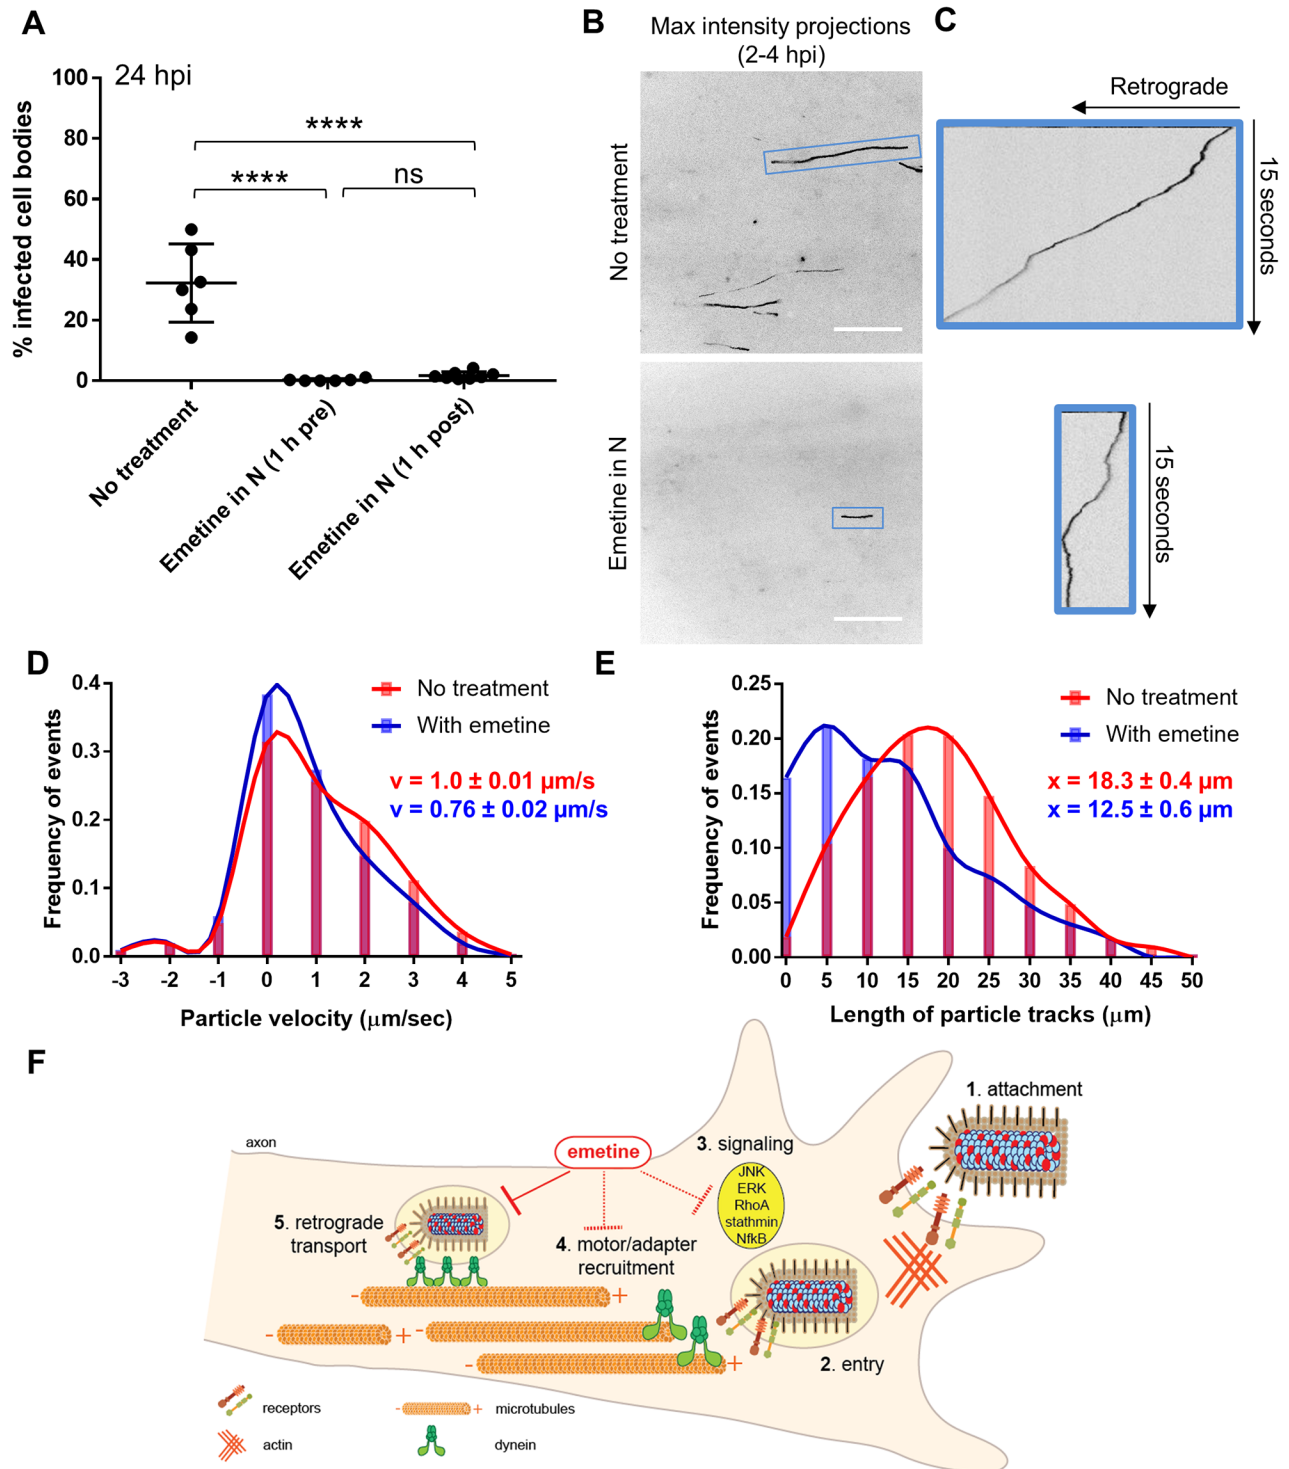 A
24 hpi
% infected cell bodies
100
80
60
40
20
0
****
****
ns
No treatment
Emetine in N (1 h pre)
Emetine in N (1 h post)
B
Max intensity projections
(2-4 hpi)
No treatment
Emetine in N
C
Retrograde
15 seconds
15 seconds
D
Frequency of events
0.4
0.3
0.2
0.1
0.0
No treatment
With emetine
v = 1.0 ± 0.01 µm/s
v = 0.76 ± 0.02 µm/s
-3 -2 -1 0 1 2 3 4 5
Particle velocity (µm/sec)
E
Frequency of events
0.25
0.20
0.15
0.10
0.05
0.00
No treatment
With emetine
x = 18.3 ± 0.4 µm
x = 12.5 ± 0.6 µm
0 5 10 15 20 25 30 35 40 45 50
Length of particle tracks (µm)
F
axon
1. attachment
emetine
3. signaling
JNK
ERK
RhoA
stathmin
NfkB
5. retrograde
transport
4. motor/adapter
recruitment
- +
- + -
- +
2. entry
receptors
- +
microtubules
actin
dynein